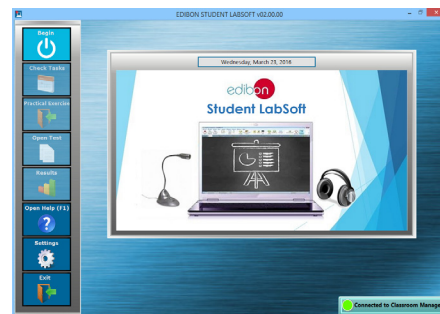 EDIBON STUDENT LABSOFT v02.00.00
Begin
Check Tasks
Practical Exercise
Open Test
Results
Open Help (F1)
Settings
Exit
Wednesday, March 23, 2016
edibon
Student LabSoft
Connected to Classroom Manage